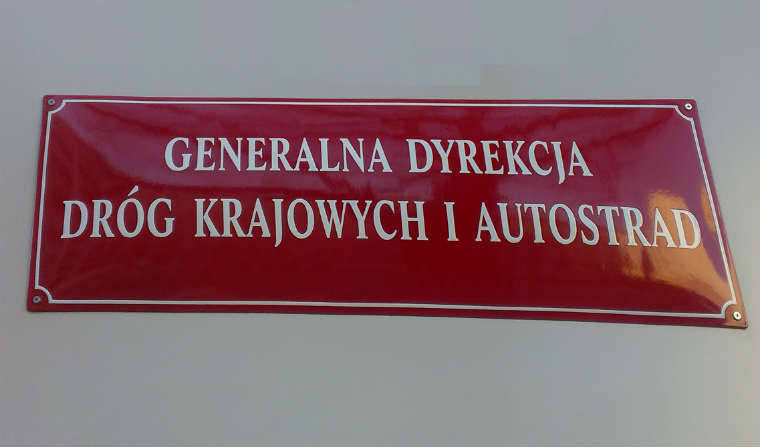 GENERALNA DYREKCJA
DRÓG KRAJOWYCH I AUTOSTRAD